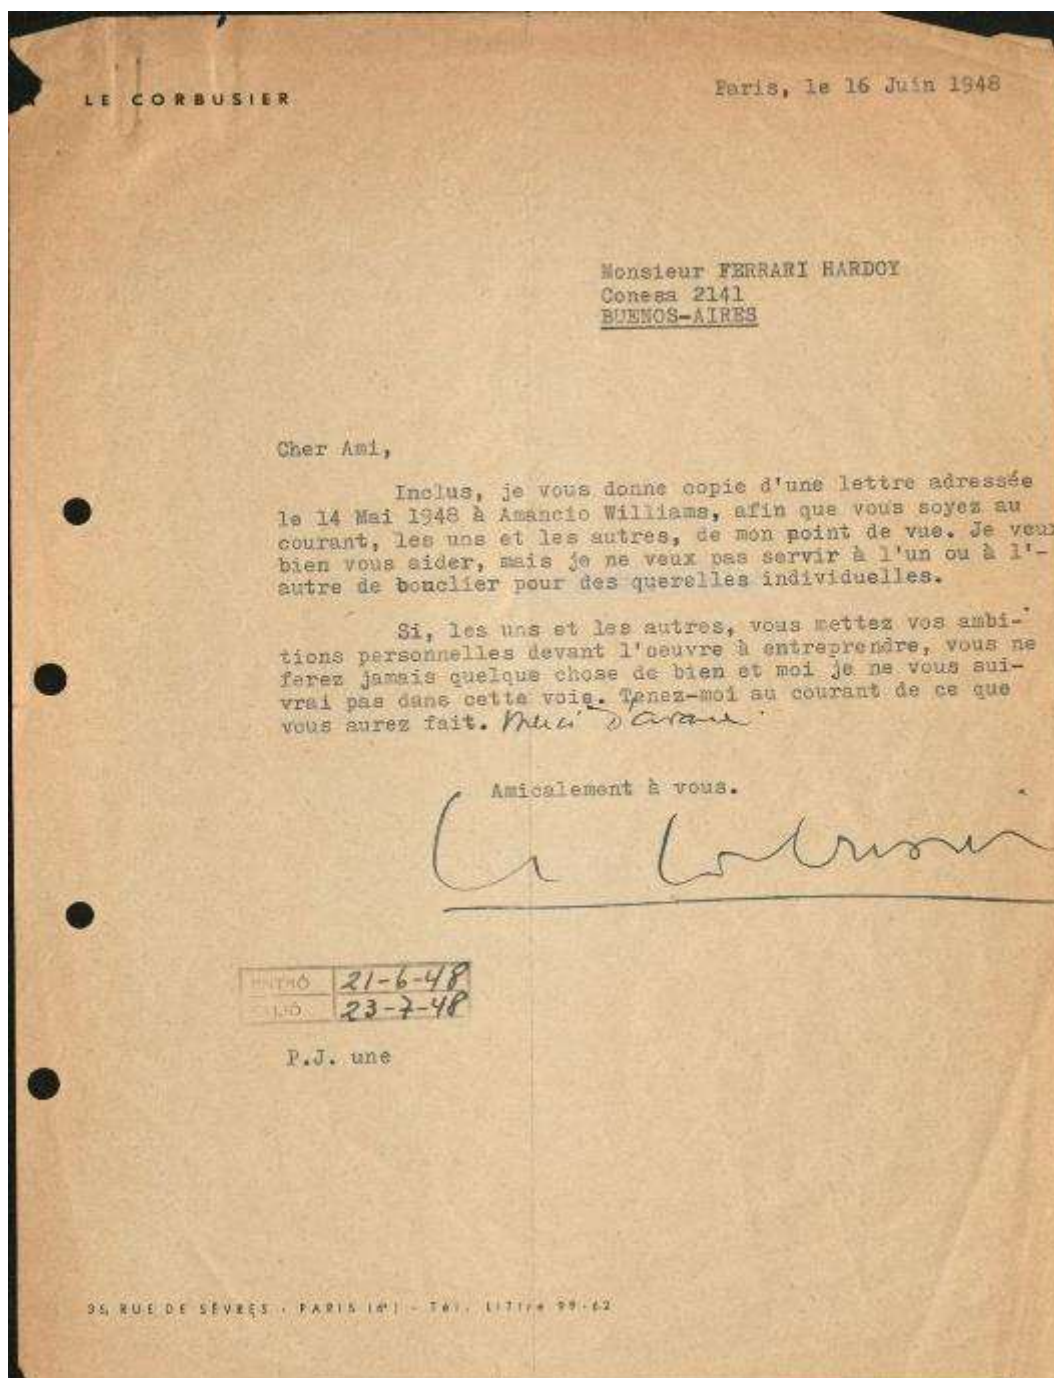 LE CORBUSIER
Paris, le 16 Juin 1948
Monsieur FERRARI HARDOY
Conesa 2141
BUENOS-AIRES
Cher Ami,
Inclus, je vous donne copie d'une lettre adressée
le 14 Mai 1948 à Amancio Williams, afin que vous soyez au
courant, les uns et les autres, de mon point de vue. Je veux
bien vous aider, mais je ne veux pas servir à l'un ou à l'-
autre de bouclier pour des querelles individuelles.
Si, les uns et les autres, vous mettez vos ambi-
tions personnelles devant l'oeuvre à entreprendre, vous ne
ferez jamais quelque chose de bien et moi je ne vous sui-
vrai pas dans cette voie. Tenez-moi au courant de ce que
vous aurez fait. Merci d'avance.
Amicalement à vous.
Le Corbusier
ENTRÓ 21-6-48
23-7-48
P.J. une
35, RUE DE SÈVRES - PARIS (6e) - Tél. LITtré 99-62